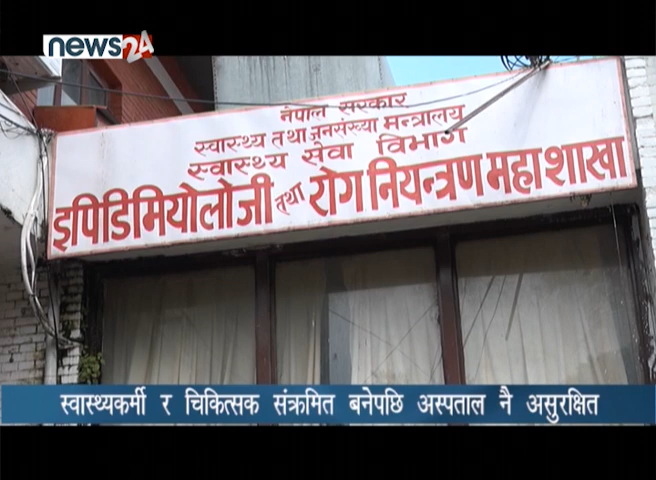 news24
नेपाल सरकार
स्वास्थ्य तथा जनसंख्या मन्त्रालय
स्वास्थ्य सेवा विभाग
इपिडिमियोलोजी तथा रोग नियन्त्रण महाशाखा
स्वास्थ्यकर्मी र चिकित्सक संक्रमित बनेपछि अस्पताल नै असुरक्षित